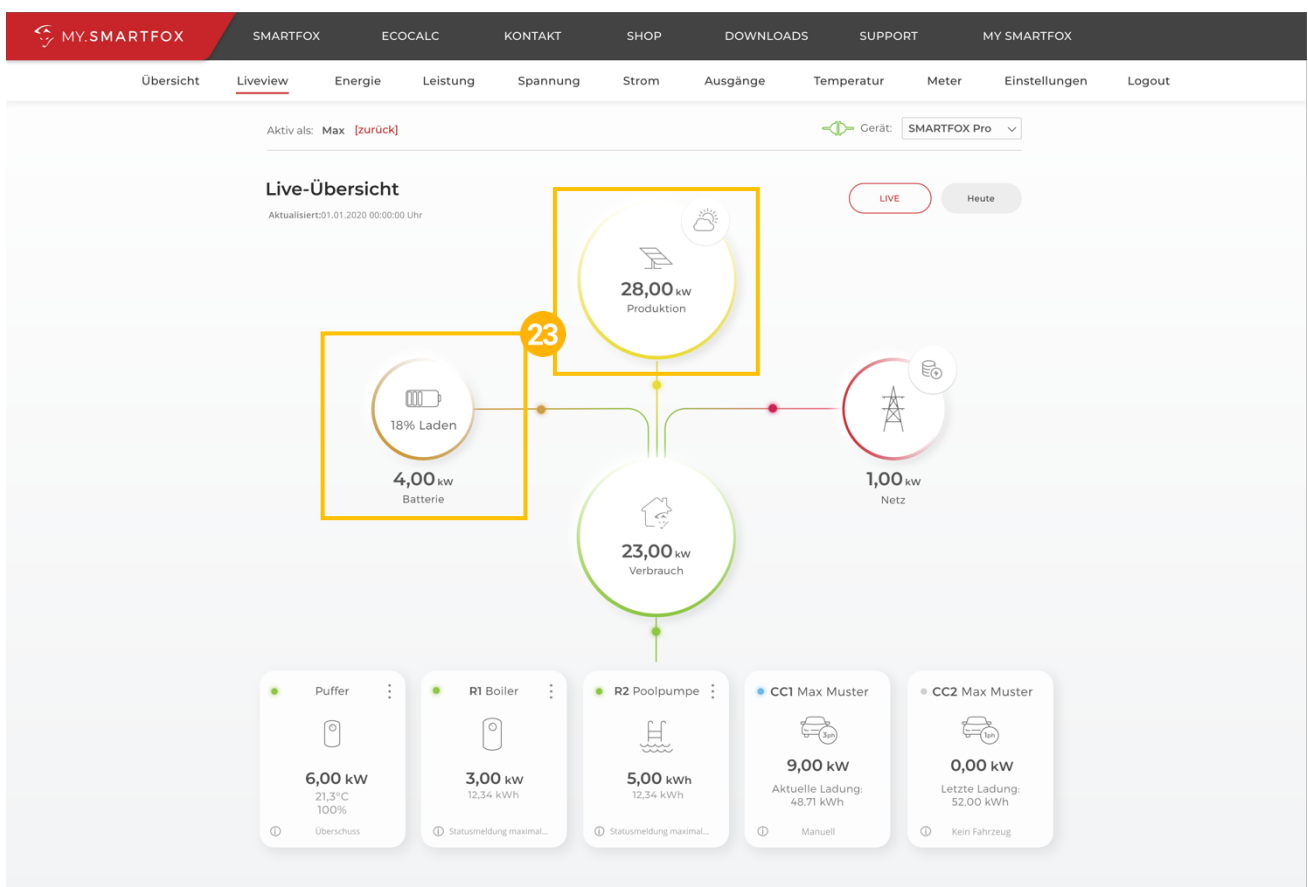 MY.SMARTFOX SMARTFOX ECOCALC KONTAKT SHOP DOWNLOADS SUPPORT MY SMARTFOX
Übersicht Liveview Energie Leistung Spannung Strom Ausgänge Temperatur Meter Einstellungen Logout
Aktiv als: Max [zurück] Gerät: SMARTFOX Pro
Live-Übersicht
LIVE Heute
Aktualisiert:01.01.2020 00:00:00 Uhr
28,00 kW
Produktion
23
18% Laden
4,00 kW
Batterie
1,00 kW
Netz
23,00 kW
Verbrauch
Puffer
6,00 kW
21,3°C
100%
Überschuss
R1 Boiler
3,00 kW
12,34 kWh
Statusmeldung maximal...
R2 Poolpumpe
5,00 kWh
12,34 kWh
Statusmeldung maximal...
CC1 Max Muster
3ph
9,00 kW
Aktuelle Ladung:
48,71 kWh
Manuell
CC2 Max Muster
1ph
0,00 kW
Letzte Ladung:
52,00 kWh
Kein Fahrzeug